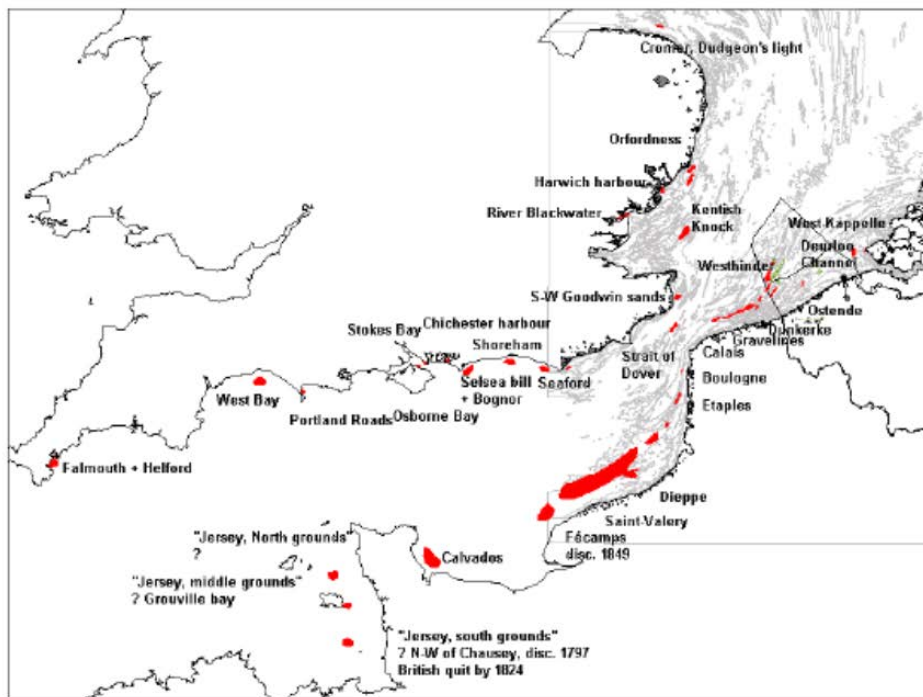 Cromer, Dudgeon's light
Orfordness
Harwich harbour
River Blackwater
Kentish
Knock
West Kappelle
Deurloo
Channel
Westhinder
S-W Goodwin sands
Ostende
Dunkerke
Gravelines
Calais
Stokes Bay
Chichester harbour
Shoreham
Strait of
Dover
Selsea bill
+ Bognor
Seaford
Boulogne
West Bay
Portland Roads
Osborne Bay
Etaples
Falmouth + Helford
Dieppe
Saint-Valery
Fécamps
disc. 1849
"Jersey, North grounds"
?
Calvados
"Jersey, middle grounds"
? Grouville bay
"Jersey, south grounds"
? N-W of Chausey, disc. 1797
British quit by 1824